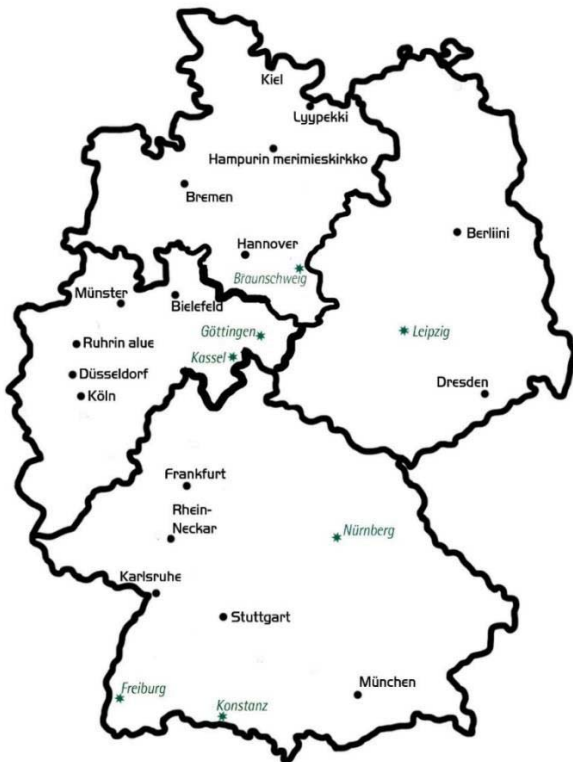 Kiel
Lyypekki
Hampurin merimieskirkko
Bremen
Berliini
Hannover
Braunschweig
Münster
Bielefeld
Göttingen
Leipzig
Ruhrin alue
Kassel
Düsseldorf
Dresden
Köln
Frankfurt
Rhein-
Neckar
Nürnberg
Karlsruhe
Stuttgart
Freiburg
München
Konstanz